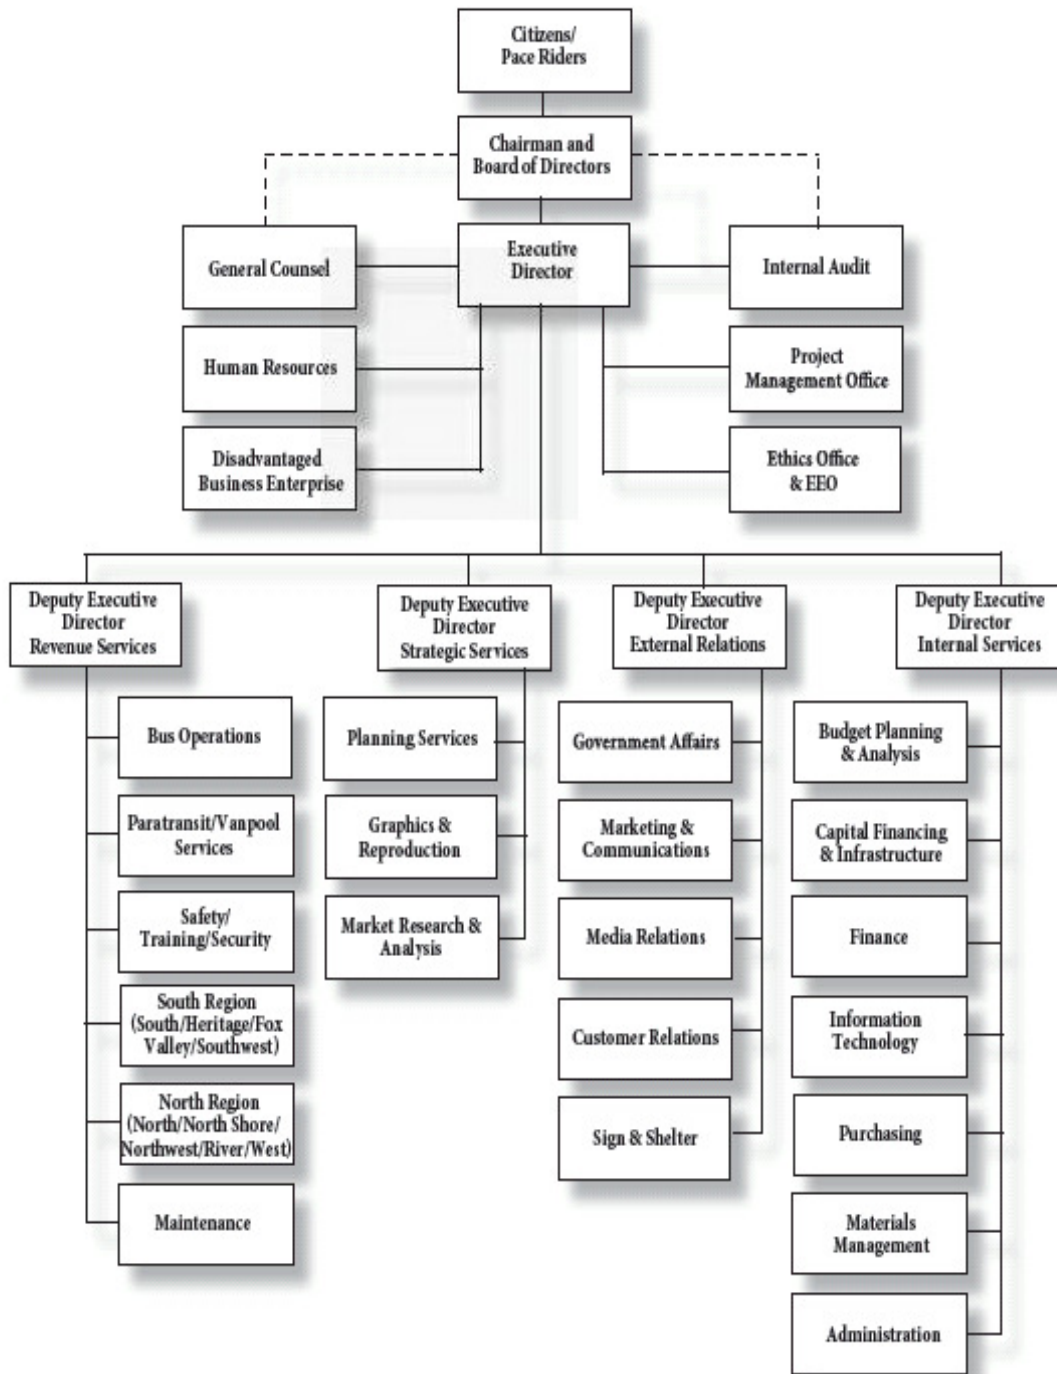 Citizens/
Pace Riders
Chairman and
Board of Directors
General Counsel
Executive
Director
Internal Audit
Human Resources
Project
Management Office
Disadvantaged
Business Enterprise
Ethics Office
& EEO
Deputy Executive
Director
Revenue Services
Deputy Executive
Director
Strategic Services
Deputy Executive
Director
External Relations
Deputy Executive
Director
Internal Services
Bus Operations
Paratransit/Vanpool
Services
Safety/
Training/Security
South Region
(South/Heritage/Fox
Valley/Southwest)
North Region
(North/North Shore/
Northwest/River/West)
Maintenance
Planning Services
Graphics &
Reproduction
Market Research &
Analysis
Government Affairs
Marketing &
Communications
Media Relations
Customer Relations
Sign & Shelter
Budget Planning
& Analysis
Capital Financing
& Infrastructure
Finance
Information
Technology
Purchasing
Materials
Management
Administration